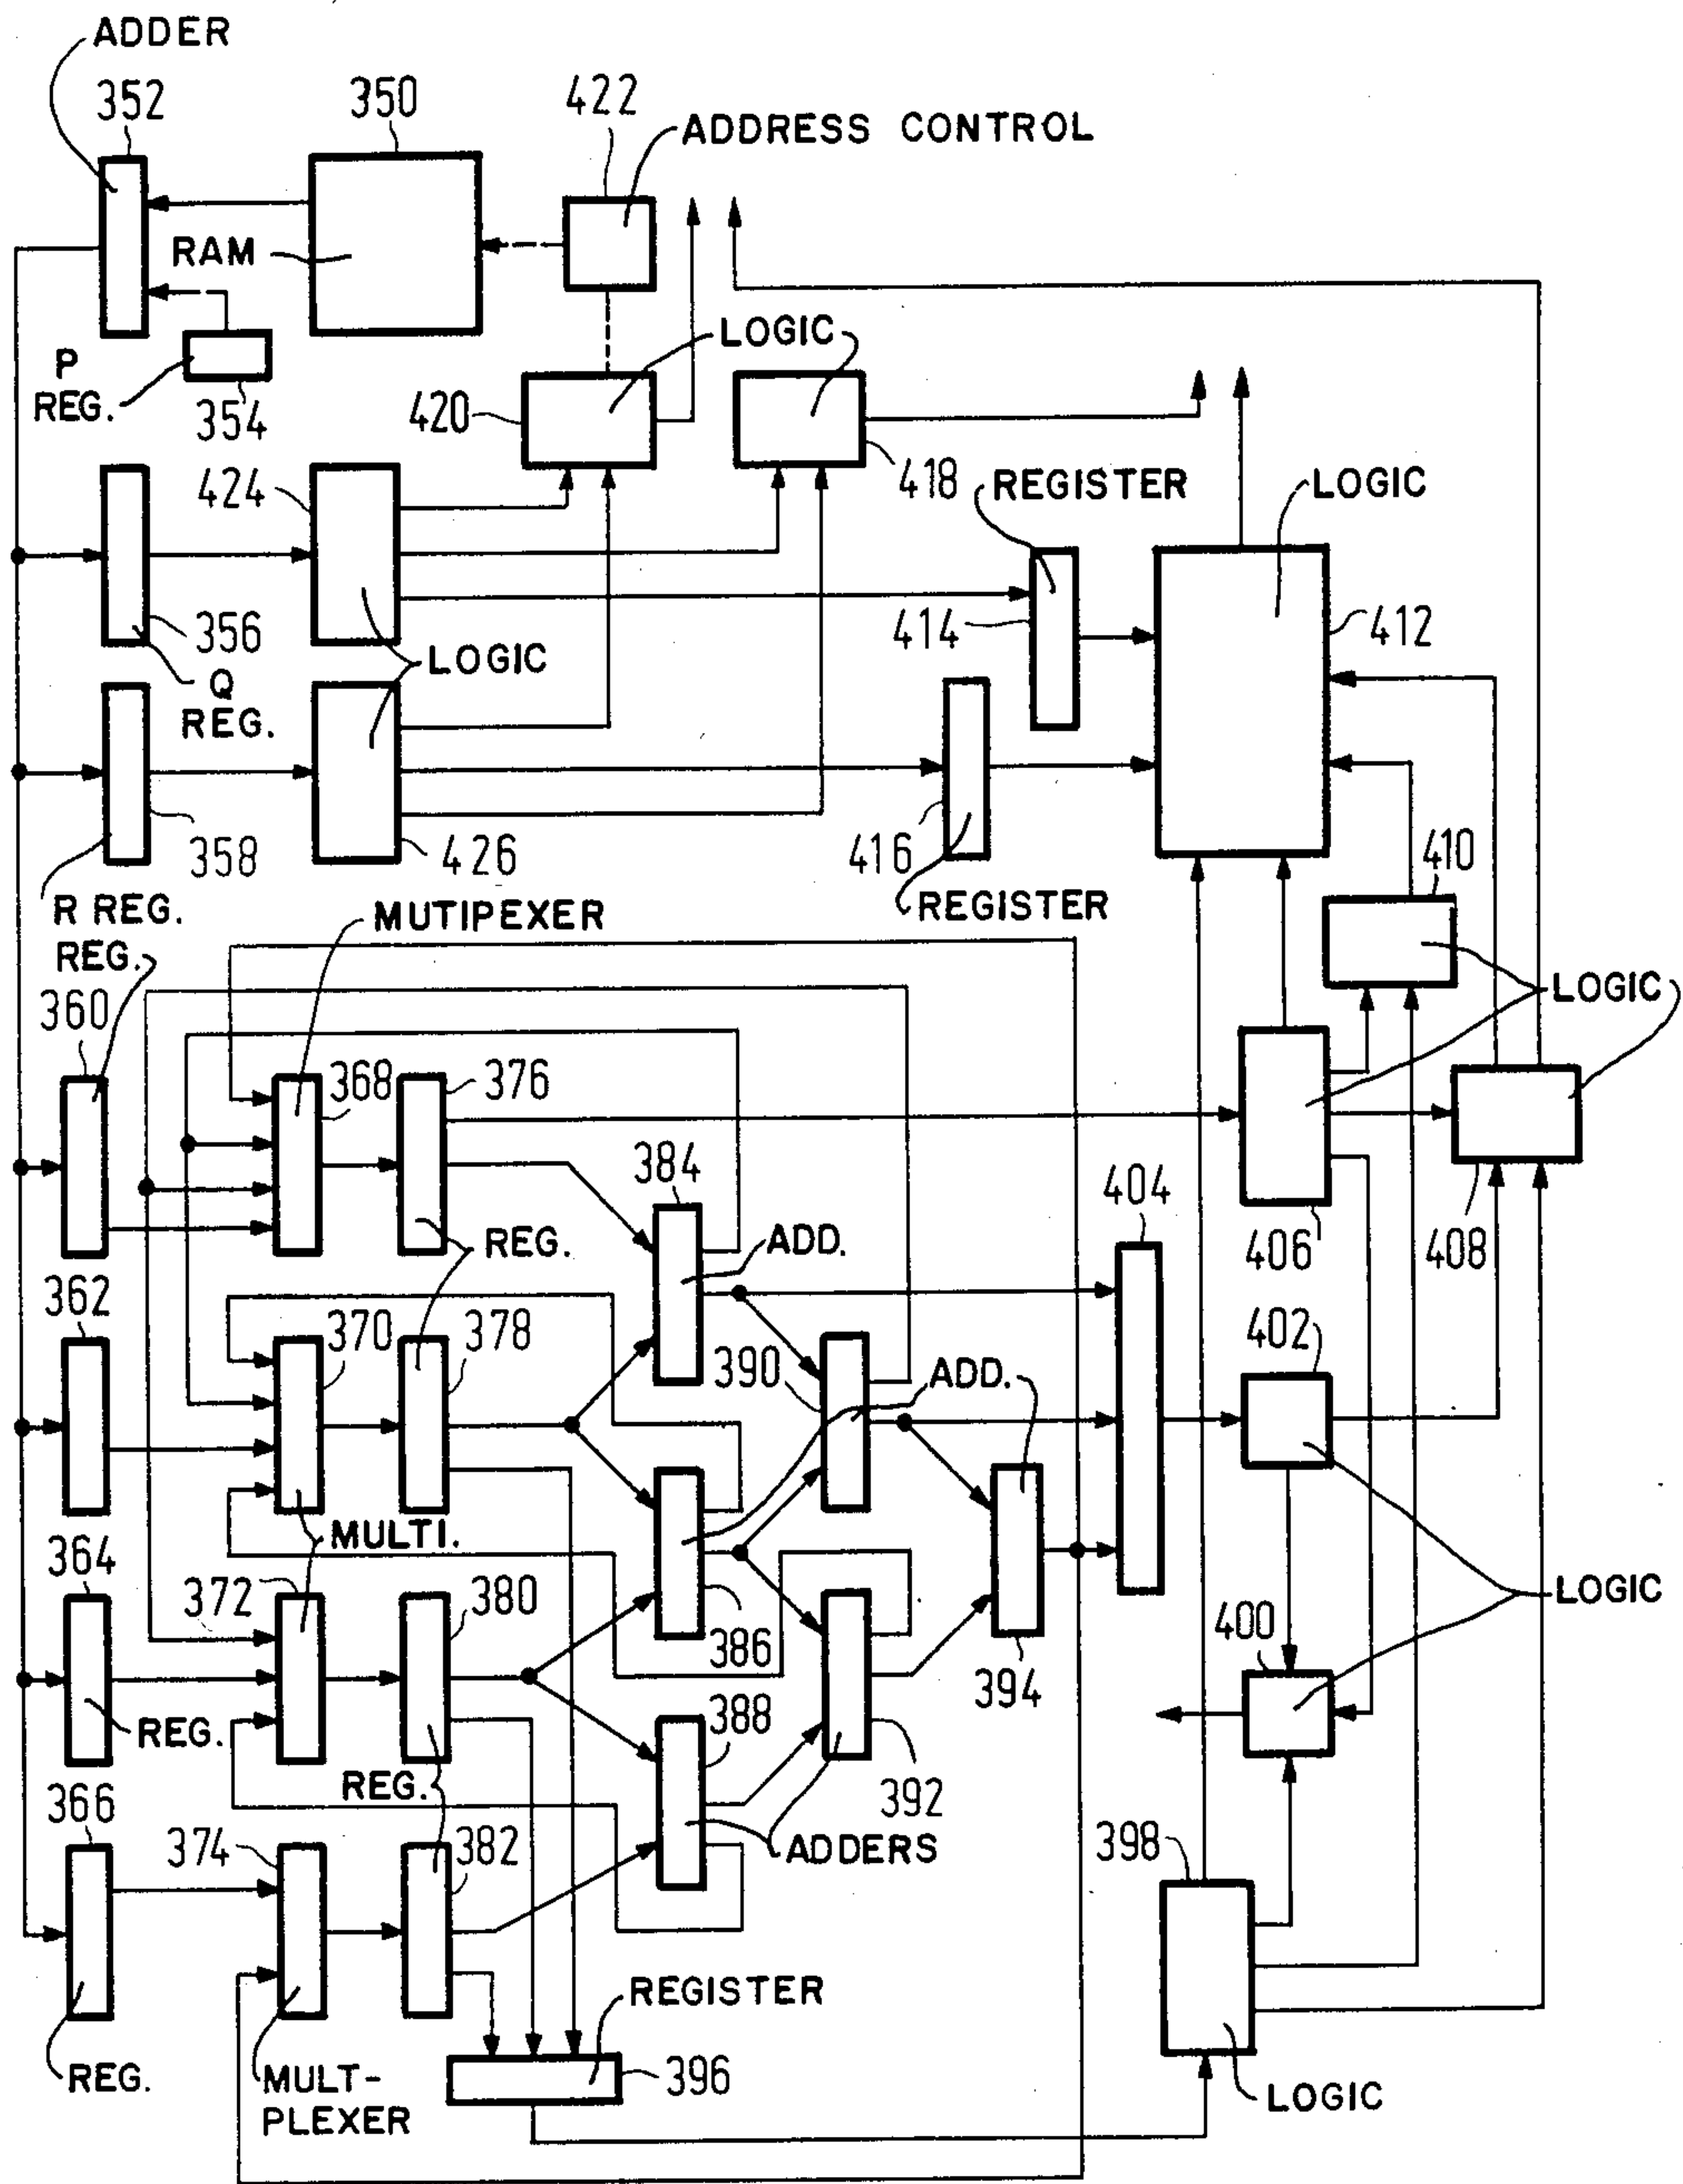 ADDER
352
350
422
ADDRESS CONTROL
RAM
P
REG.
354
LOGIC
420
418
424
REGISTER
LOGIC
356
Q
REG.
LOGIC
414
412
358
R REG.
426
416
REGISTER
410
REG.
MUTIPEXER
LOGIC
360
368
376
384
ADD.
404
REG.
406
408
362
370
378
390
ADD.
402
364
MULTI.
372
380
386
LOGIC
400
REG.
388
394
REG.
392
366
374
382
ADDERS
398
REGISTER
REG.
MULT-
PLEXER
396
LOGIC